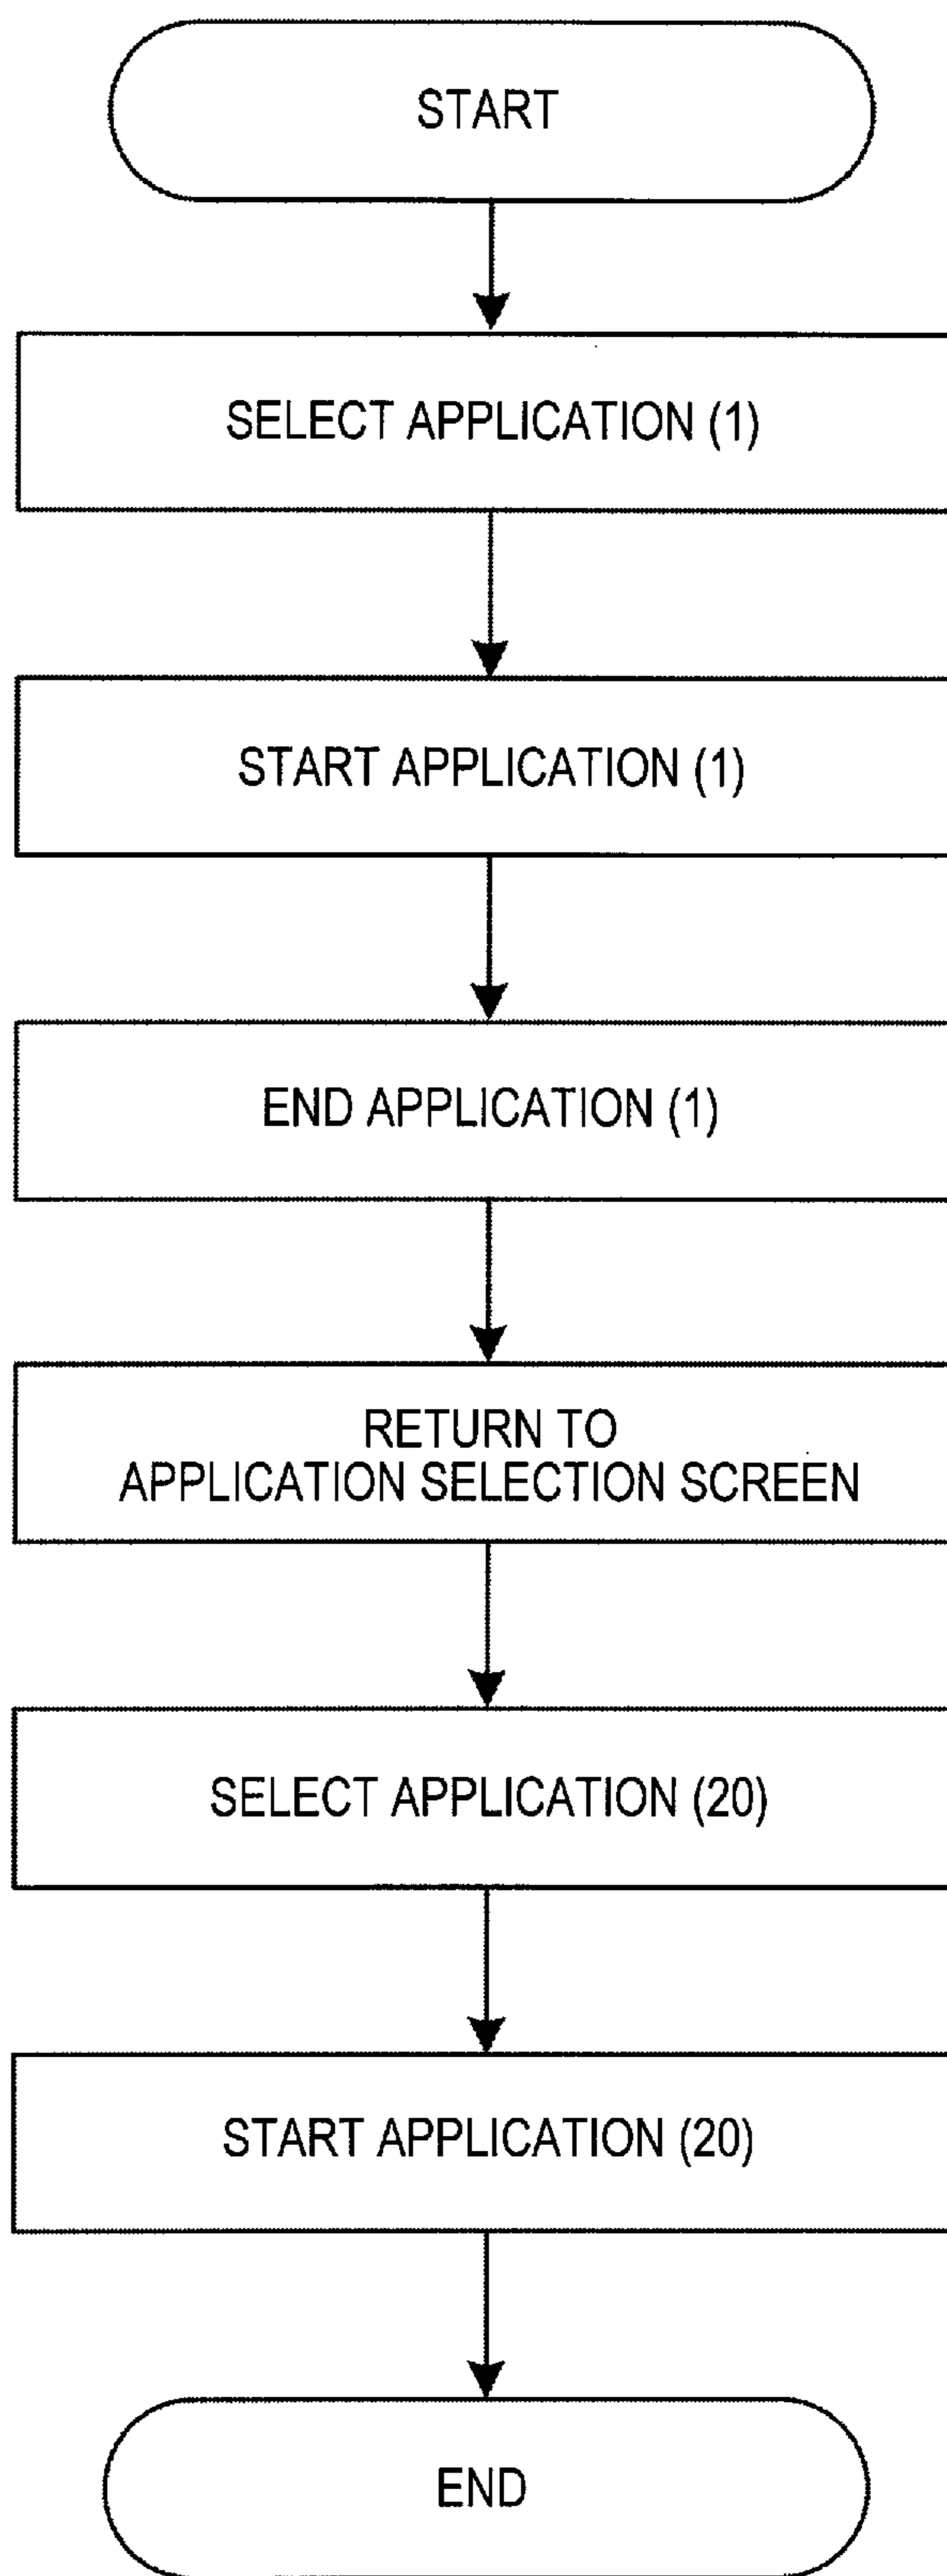 START
SELECT APPLICATION (1)
START APPLICATION (1)
END APPLICATION (1)
RETURN TO
APPLICATION SELECTION SCREEN
SELECT APPLICATION (20)
START APPLICATION (20)
END